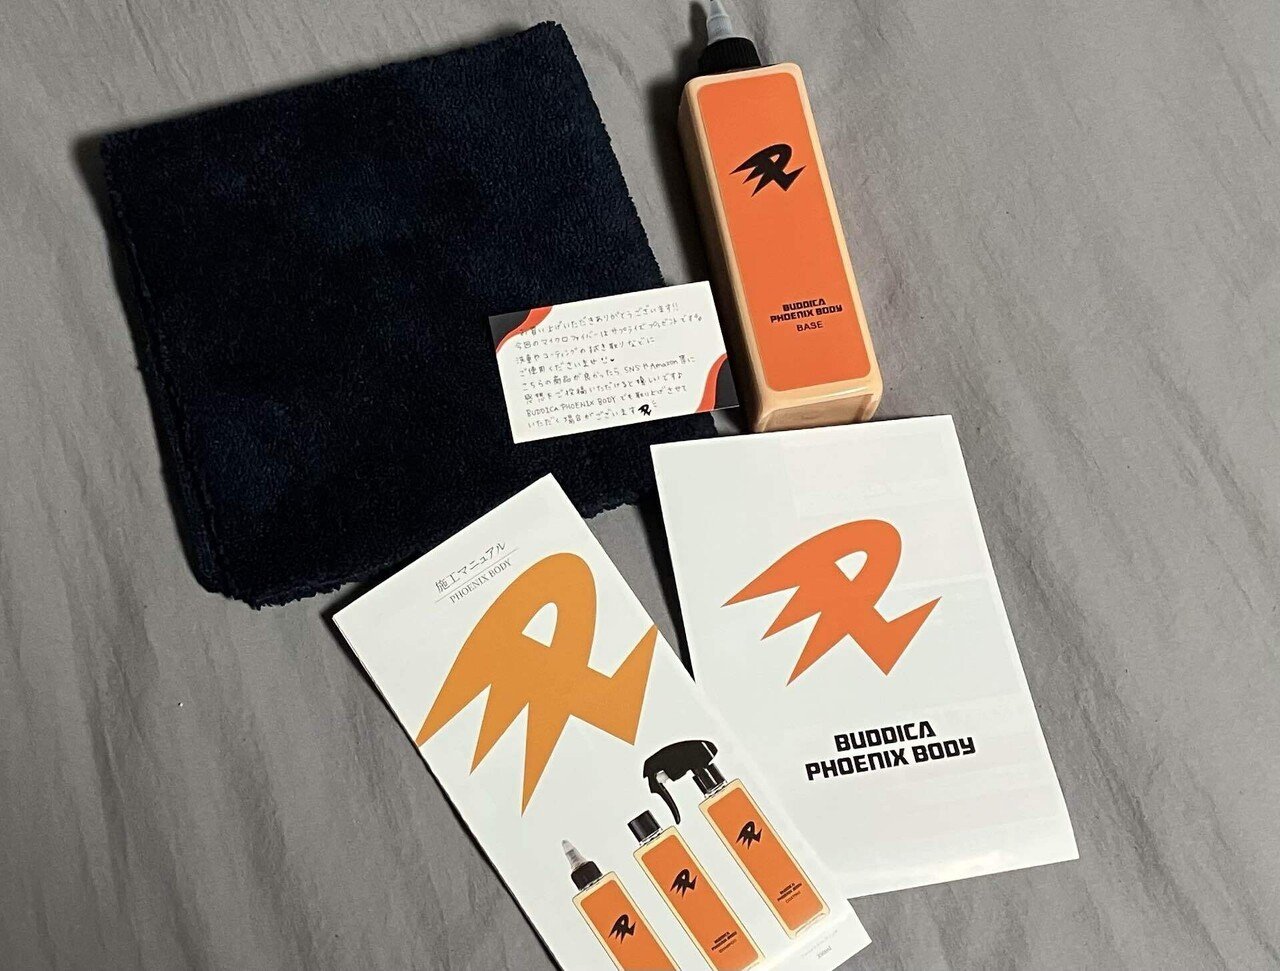 BUDDICA
PHOENIX BODY
BASE
お買い上げいただきありがとうございます!!
今回のマイクロファイバーはサプライズプレゼントです
洗車やコーティングの拭き取りなどに
ご使用くださいませ
こちらの商品が良かったら、SNSやAmazon等に
感想をご投稿いただけると嬉しいです♪
BUDDICA PHOENIX BODYでも取り上げさせて
いただく場合がございます
施工マニュアル
PHOENIX BODY
BUDDICA
PHOENIX BODY
BUDDICA
PHOENIX BODY
SHAMPOO
BUDDICA
PHOENIX BODY
COATING